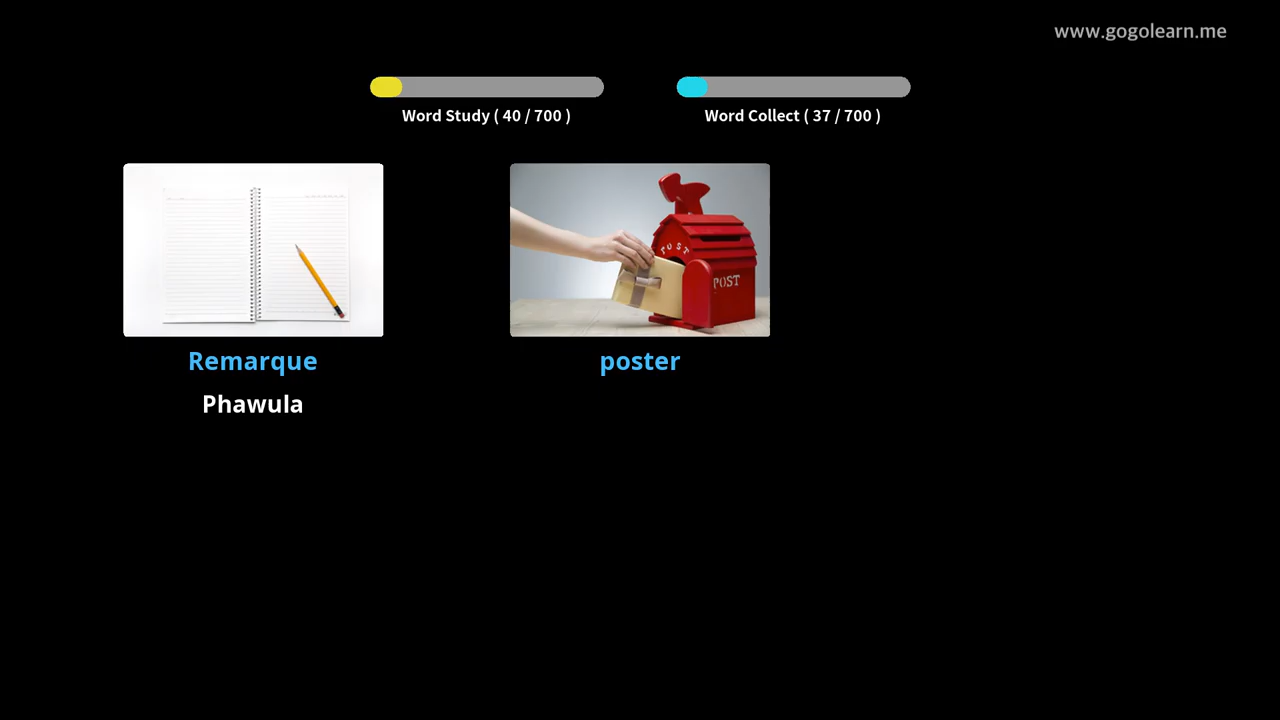 www.gogolearn.me
Word Study ( 40 / 700 )
Word Collect ( 37 / 700 )
POST
POST
Remarque
poster
Phawula